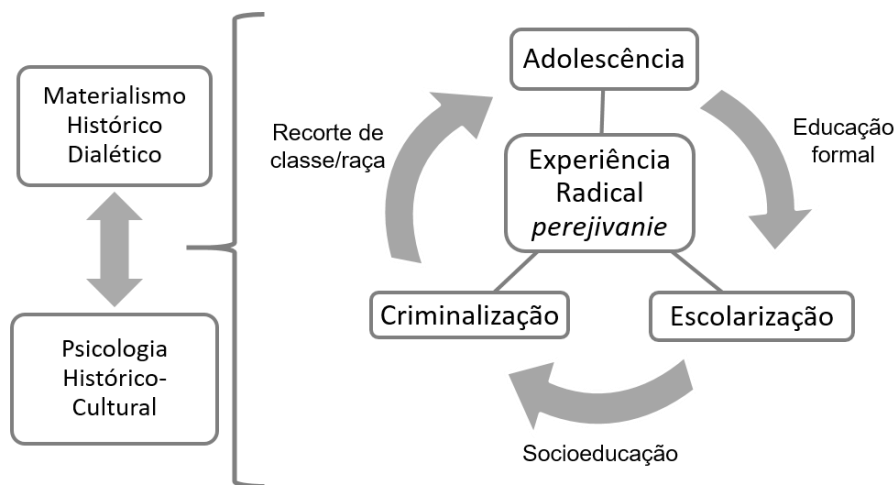 Materialismo
Histórico
Dialético
Psicologia
Histórico-
Cultural
Adolescência
Recorte de
classe/raça
Educação
formal
Experiência
Radical
perejivanie
Criminalização
Escolarização
Socioeducação